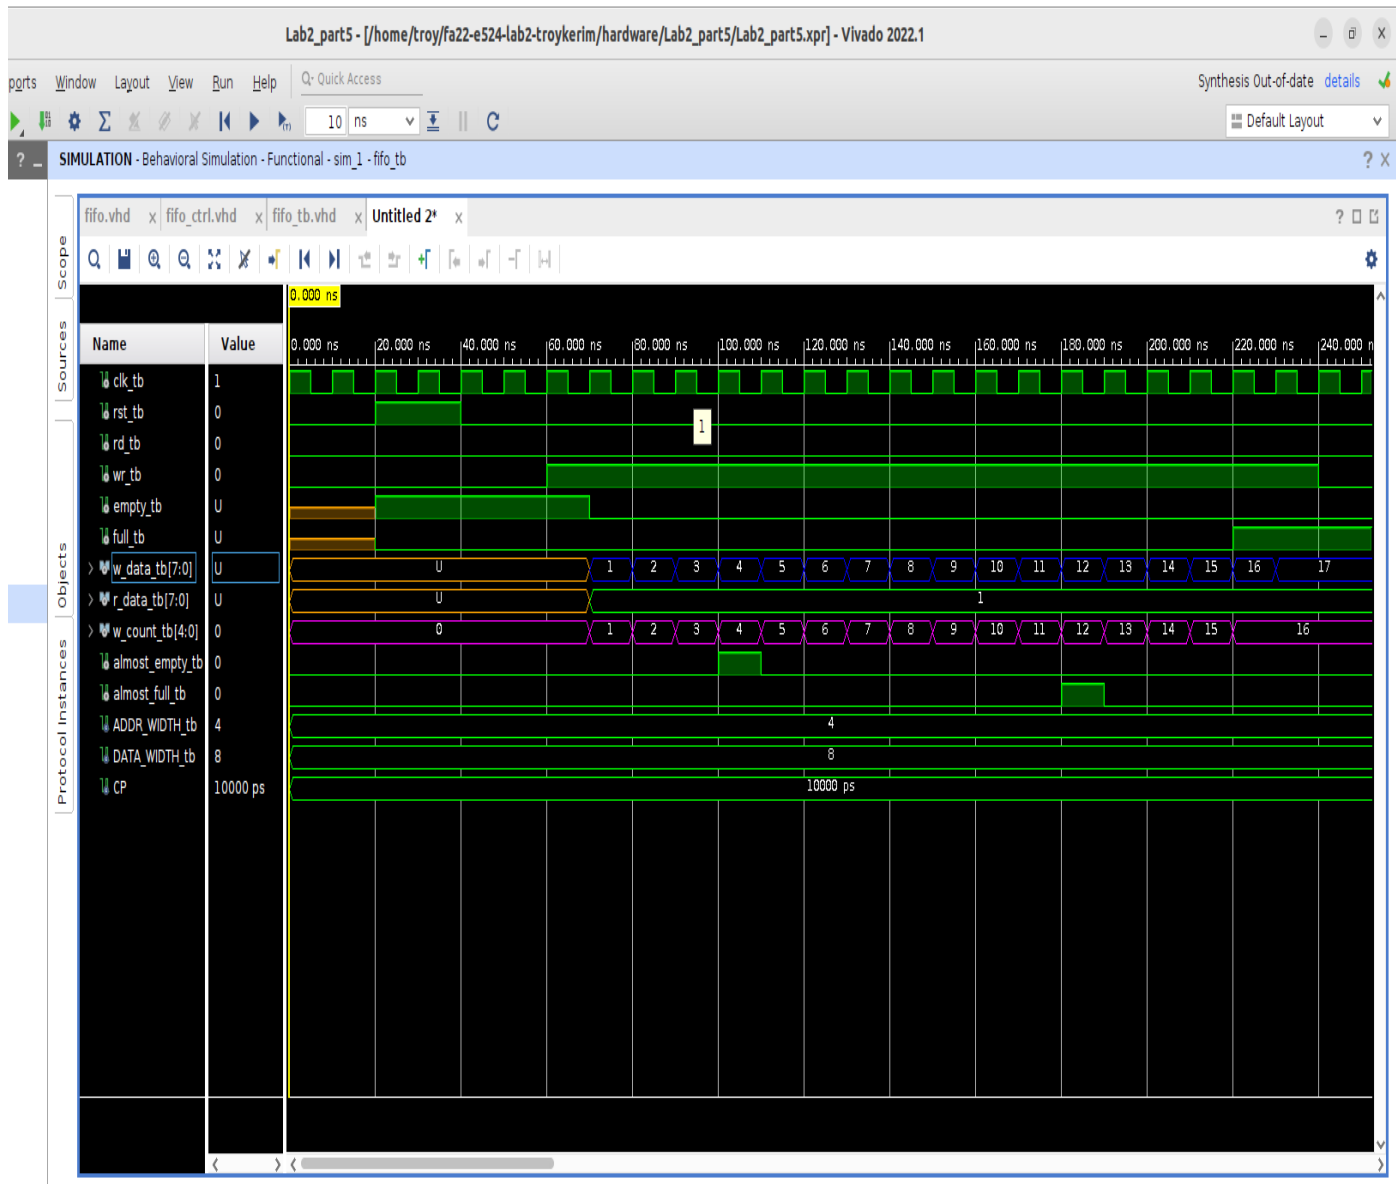 Lab2_part5 - [/home/troy/fa22-e524-lab2-troykerim/hardware/Lab2_part5/Lab2_part5.xpr] - Vivado 2022.1
ports Window Layout View Run Help Q- Quick Access Synthesis Out-of-date details
10 ns Default Layout
? _ SIMULATION - Behavioral Simulation - Functional - sim_1 - fifo_tb ? X
fifo.vhd x fifo_ctrl.vhd x fifo_tb.vhd x Untitled 2* x ?
Scope
Sources
Objects
Protocol Instances
0.000 ns
Name Value 0.000 ns 20.000 ns 40.000 ns 60.000 ns 80.000 ns 100.000 ns 120.000 ns 140.000 ns 160.000 ns 180.000 ns 200.000 ns 220.000 ns 240.000 n
clk_tb 1
rst_tb 0
1
rd_tb 0
wr_tb 0
empty_tb U
full_tb U
w_data_tb[7:0] U U 1 2 3 4 5 6 7 8 9 10 11 12 13 14 15 16 17
r_data_tb[7:0] U U 1
w_count_tb[4:0] 0 0 1 2 3 4 5 6 7 8 9 10 11 12 13 14 15 16
almost_empty_tb 0
almost_full_tb 0
ADDR_WIDTH_tb 4 4
DATA_WIDTH_tb 8 8
CP 10000 ps 10000 ps